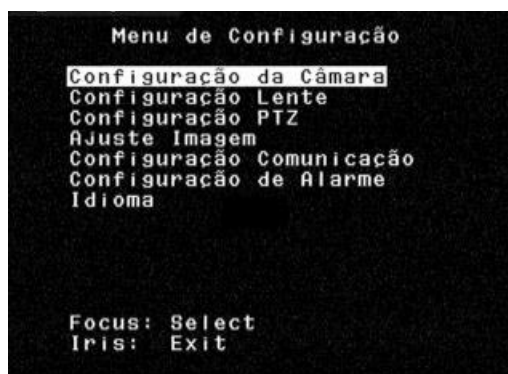 Menu de Configuração
Configuração da Câmara
Configuração Lente
Configuração PTZ
Ajuste Imagem
Configuração Comunicação
Configuração de Alarme
Idioma
Focus: Select
Iris: Exit